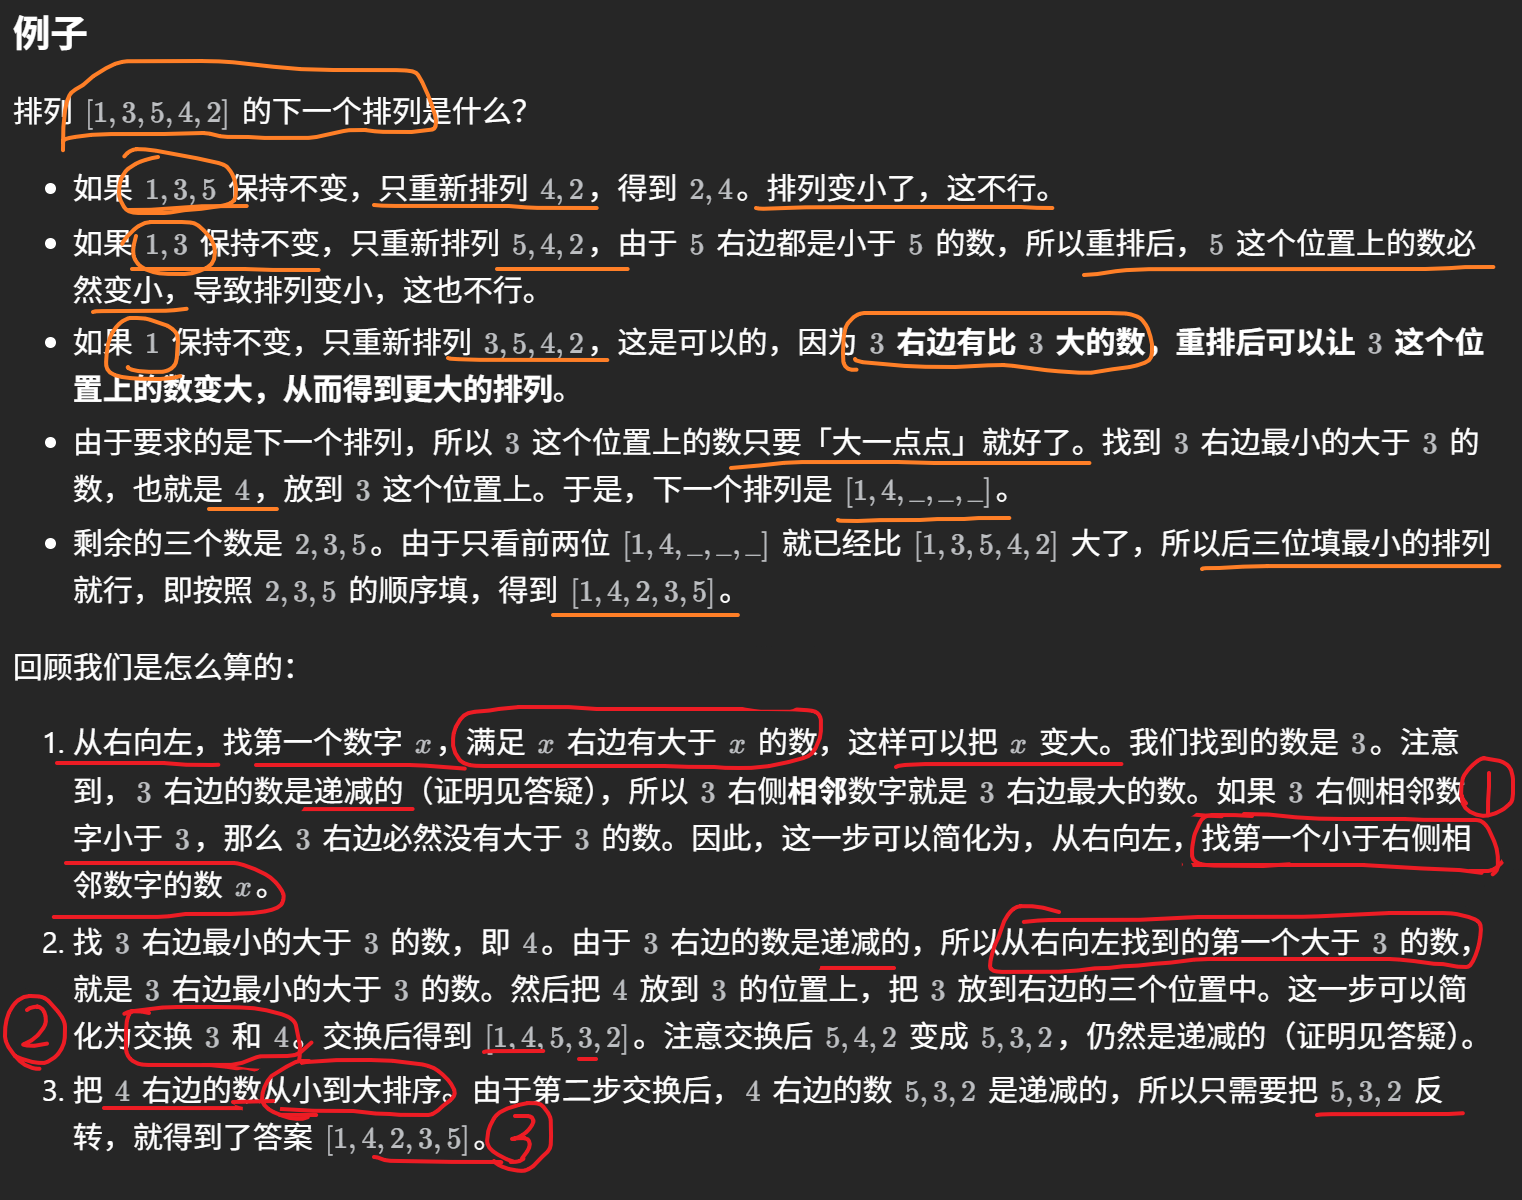 例子
排列 [1,3,5,4,2] 的下一个排列是什么?
• 如果 1,3,5 保持不变，只重新排列 4,2，得到 2,4。排列变小了，这不行。
• 如果 1,3 保持不变，只重新排列 5,4,2，由于 5 右边都是小于 5 的数，所以重排后，5 这个位置上的数必
然变小，导致排列变小，这也不行。
• 如果 1 保持不变，只重新排列 3,5,4,2，这是可以的，因为 3 右边有比 3 大的数，重排后可以让 3 这个位
置上的数变大，从而得到更大的排列。
• 由于要求的是下一个排列，所以 3 这个位置上的数只要「大一点点」就好了。找到 3 右边最小的大于 3 的
数，也就是 4，放到 3 这个位置上。于是，下一个排列是 [1,4,_,_,_]。
• 剩余的三个数是 2,3,5。由于只看前两位 [1,4,_,_,_] 就已经比 [1,3,5,4,2] 大了，所以后三位填最小的排列
就行，即按照 2,3,5 的顺序填，得到 [1,4,2,3,5]。
回顾我们是怎么算的：
1. 从右向左，找第一个数字 x，满足 x 右边有大于 x 的数，这样可以把 x 变大。我们找到的数是 3。注意
到，3 右边的数是递减的（证明见答疑），所以 3 右侧相邻数字就是 3 右边最大的数。如果 3 右侧相邻数 1
字小于 3，那么 3 右边必然没有大于 3 的数。因此，这一步可以简化为，从右向左，找第一个小于右侧相
邻数字的数 x。
2. 找 3 右边最小的大于 3 的数，即 4。由于 3 右边的数是递减的，所以从右向左找到的第一个大于 3 的数，
就是 3 右边最小的大于 3 的数。然后把 4 放到 3 的位置上，把 3 放到右边的三个位置中。这一步可以简
2 化为交换 3 和 4。交换后得到 [1,4,5,3,2]。注意交换后 5,4,2 变成 5,3,2，仍然是递减的（证明见答疑）。
3. 把 4 右边的数从小到大排序。由于第二步交换后，4 右边的数 5,3,2 是递减的，所以只需要把 5,3,2 反
转，就得到了答案 [1,4,2,3,5]。 3